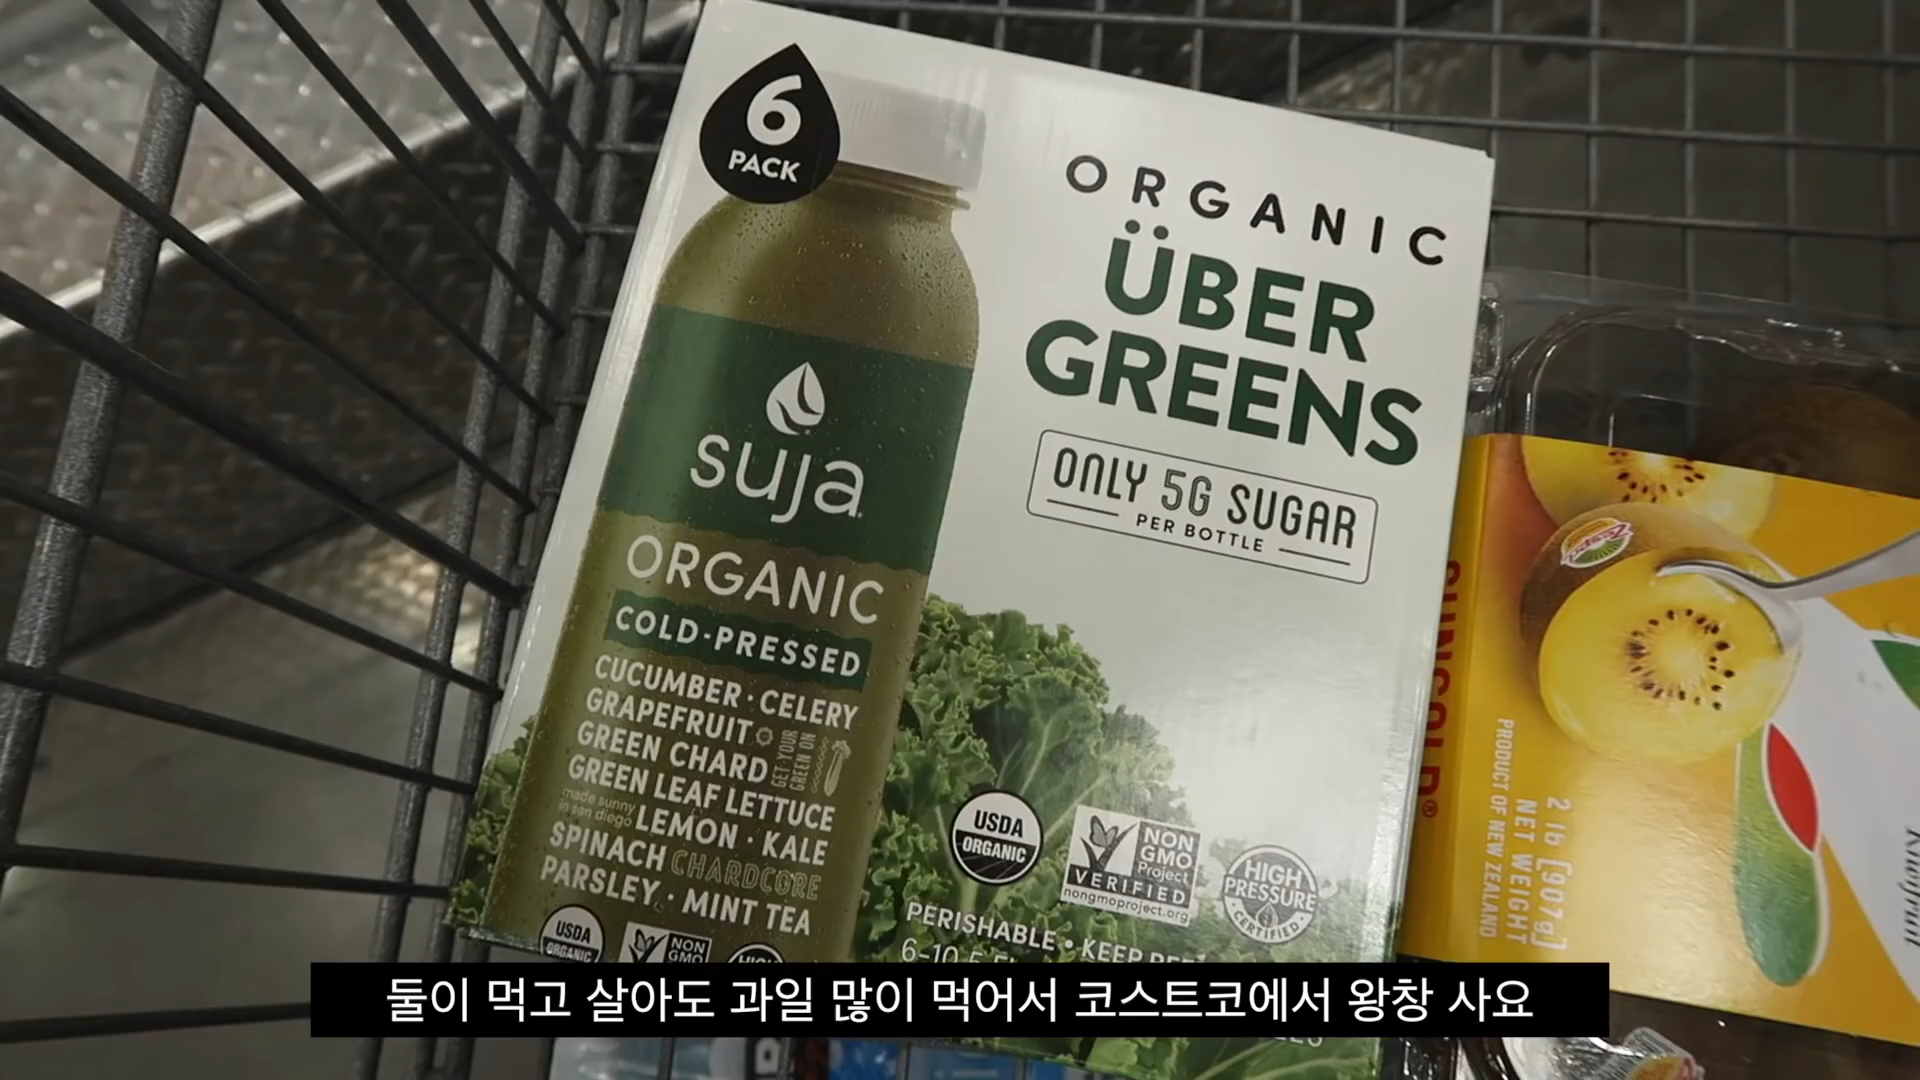 6
PACK
ORGANIC
ÜBER
GREENS
ONLY 5G SUGAR
PER BOTTLE
suja
ORGANIC
COLD-PRESSED
CUCUMBER · CELERY
GRAPEFRUIT
GREEN CHARD
GET YOUR
GREEN ON
GREEN LEAF LETTUCE
made sunny
in san diego
LEMON · KALE
SPINACH CHARDCORE
PARSLEY · MINT TEA
USDA
ORGANIC
NON
GMO
USDA
ORGANIC
NON
GMO
Project
VERIFIED
nongmoproject.org
HIGH
PRESSURE
CERTIFIED
PERISHABLE • KEEP
SUNGOLD®
PRODUCT OF NEW ZEALAND
NET WEIGHT
2 lb [907g]
Zespri
둘이 먹고 살아도 과일 많이 먹어서 코스트코에서 왕창 사요